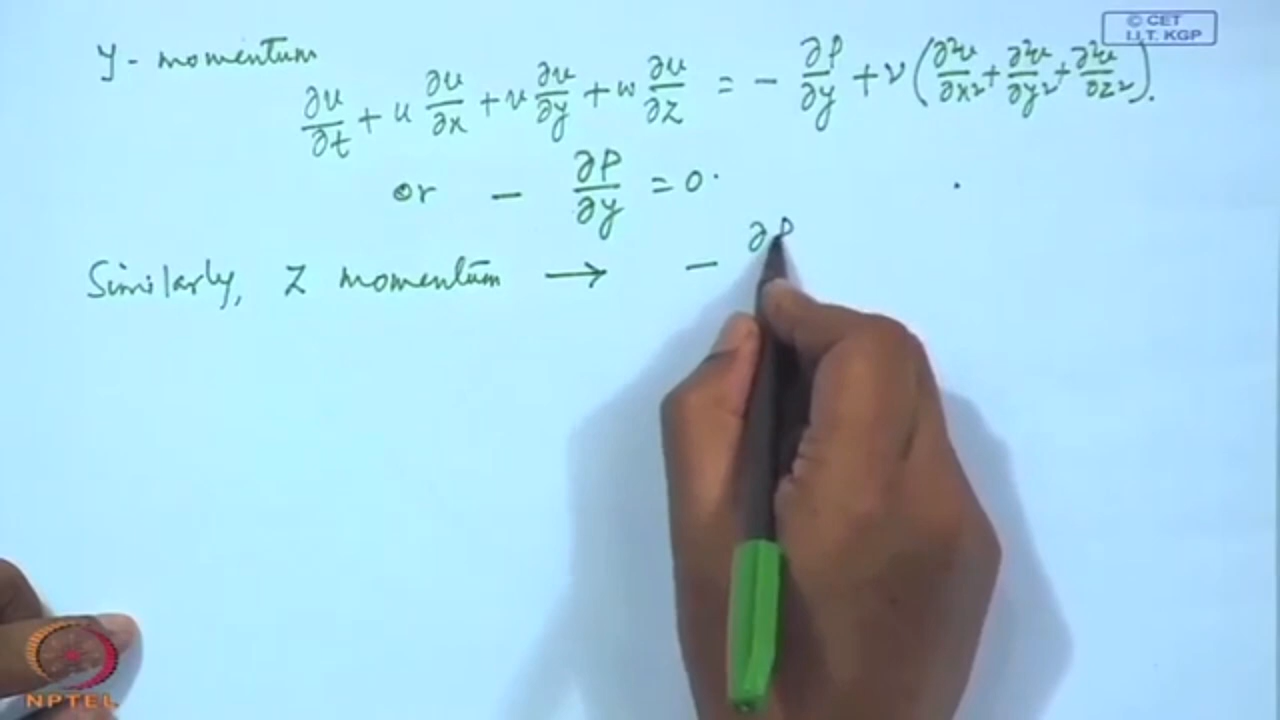 © CET
I.I.T. KGP
Y - momentum
∂v/∂t + u ∂v/∂x + v ∂v/∂y + w ∂v/∂z = - ∂P/∂y + ν (∂²v/∂x² + ∂²v/∂y² + ∂²v/∂z²).
or - ∂P/∂y = 0.
Similarly, Z momentum → - ∂P
NPTEL